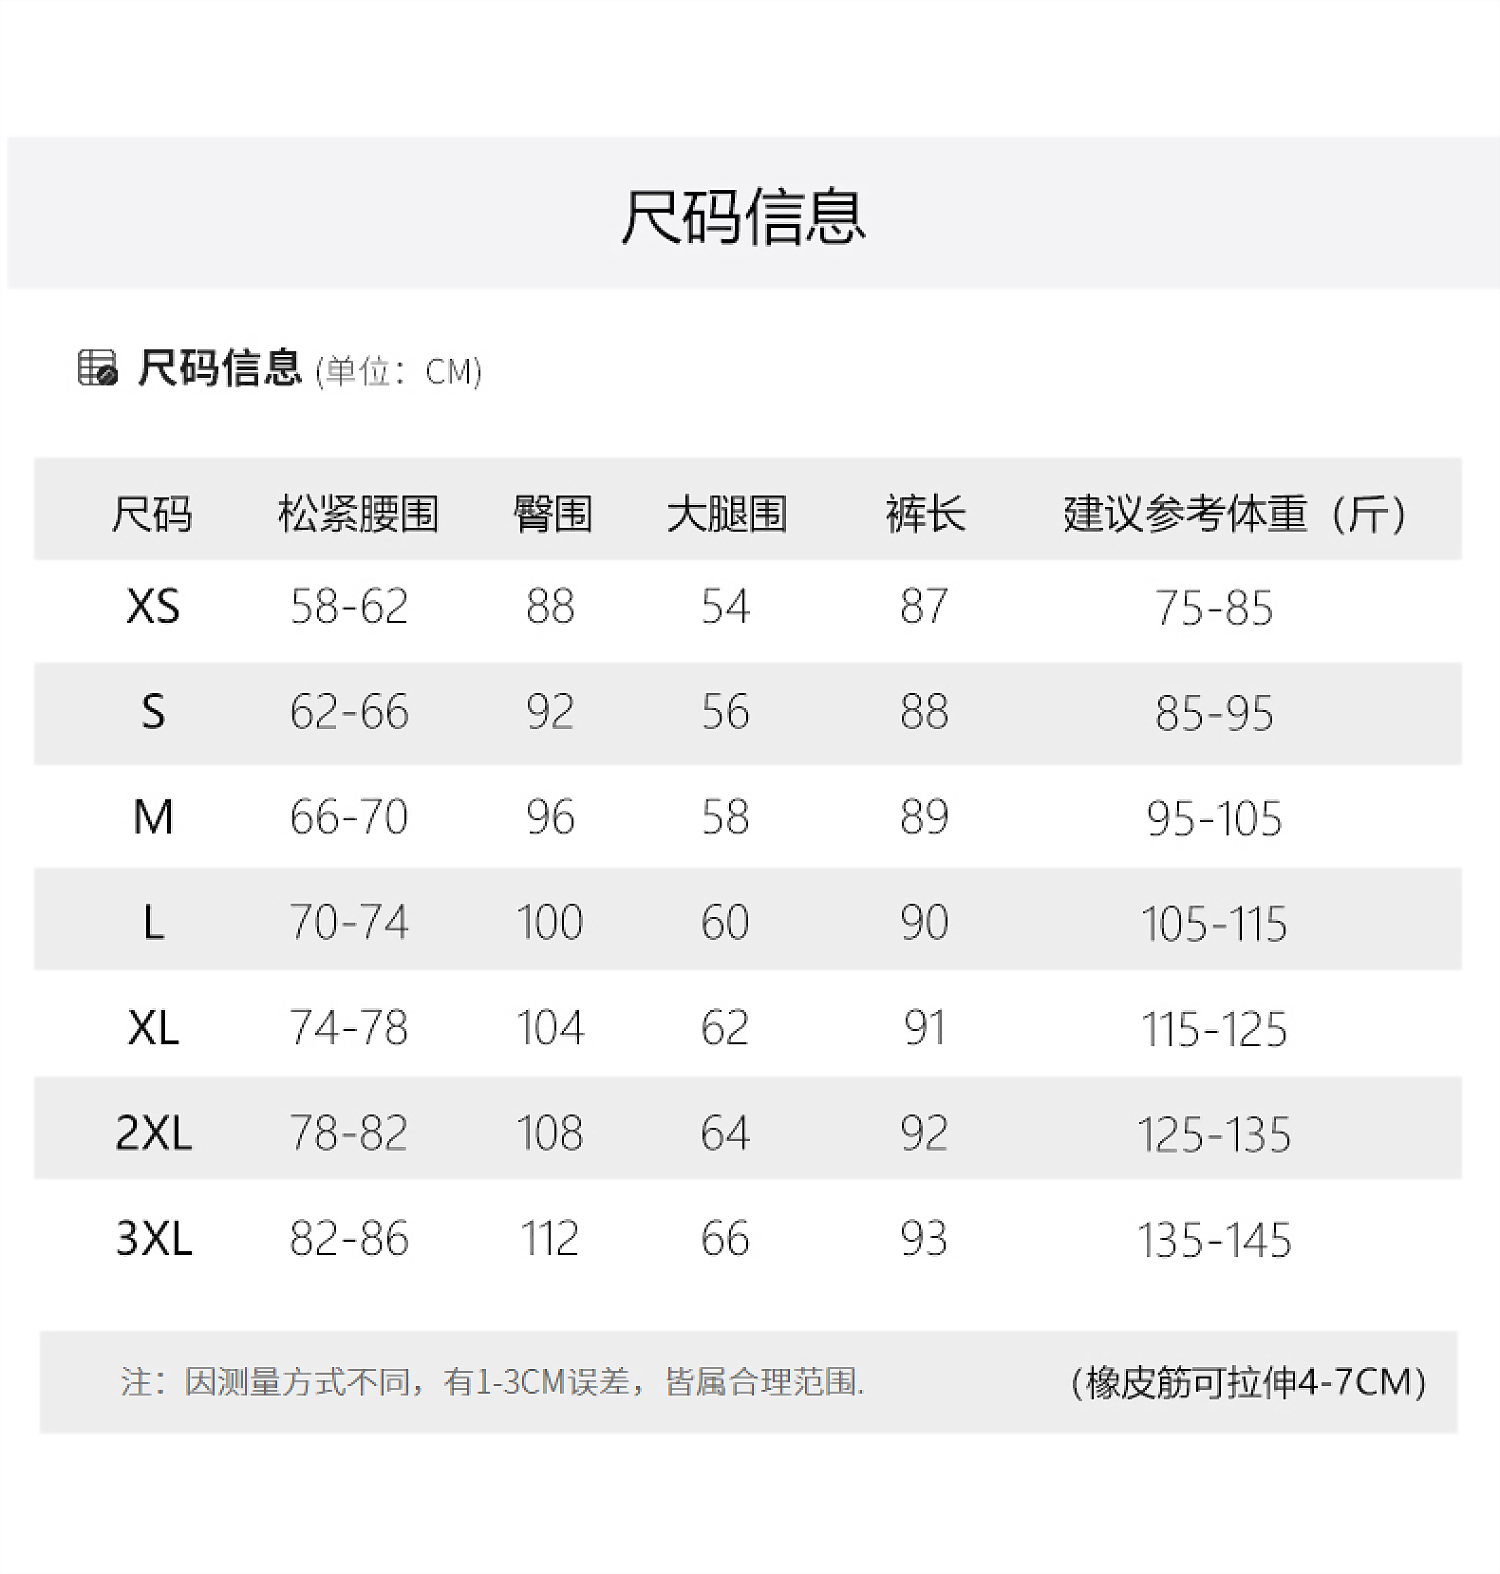 尺码信息
尺码信息 (单位：CM)
尺码 松紧腰围 臀围 大腿围 裤长 建议参考体重（斤）
XS 58-62 88 54 87 75-85
S 62-66 92 56 88 85-95
M 66-70 96 58 89 95-105
L 70-74 100 60 90 105-115
XL 74-78 104 62 91 115-125
2XL 78-82 108 64 92 125-135
3XL 82-86 112 66 93 135-145
注：因测量方式不同，有1-3CM误差，皆属合理范围. (橡皮筋可拉伸4-7CM)